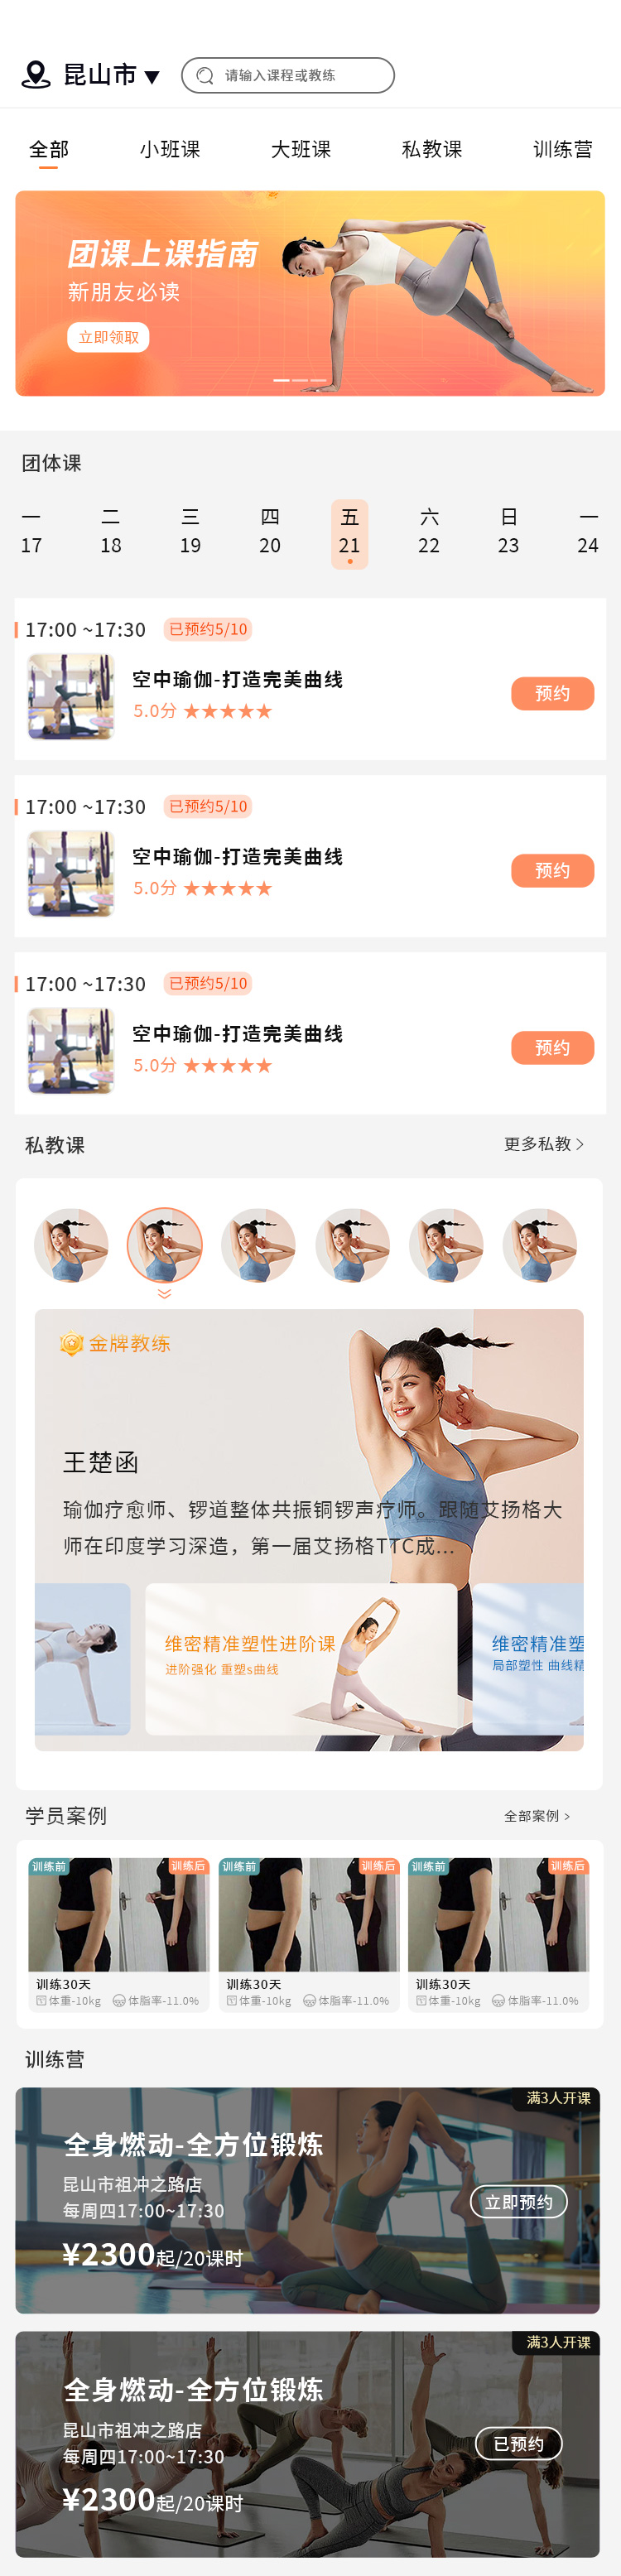 昆山市
请输入课程或教练
全部 小班课 大班课 私教课 训练营
团课上课指南
新朋友必读
立即领取
团体课
一 二 三 四 五 六 日 一
17 18 19 20 21 22 23 24
17:00 ~17:30 已预约5/10
空中瑜伽-打造完美曲线
5.0分
预约
17:00 ~17:30 已预约5/10
空中瑜伽-打造完美曲线
5.0分
预约
17:00 ~17:30 已预约5/10
空中瑜伽-打造完美曲线
5.0分
预约
私教课 更多私教
金牌教练
王楚函
瑜伽疗愈师、锣道整体共振铜锣声疗师。跟随艾扬格大
师在印度学习深造，第一届艾扬格TTC成...
维密精准塑性进阶课
进阶强化 重塑s曲线
维密精准塑
局部塑性 曲线精
学员案例 全部案例 >
训练前 训练后 训练前 训练后 训练前 训练后
训练30天 训练30天 训练30天
体重-10kg 体脂率-11.0% 体重-10kg 体脂率-11.0% 体重-10kg 体脂率-11.0%
训练营
满3人开课
全身燃动-全方位锻炼
昆山市祖冲之路店
每周四17:00~17:30
立即预约
¥2300起/20课时
满3人开课
全身燃动-全方位锻炼
昆山市祖冲之路店
每周四17:00~17:30
已预约
¥2300起/20课时